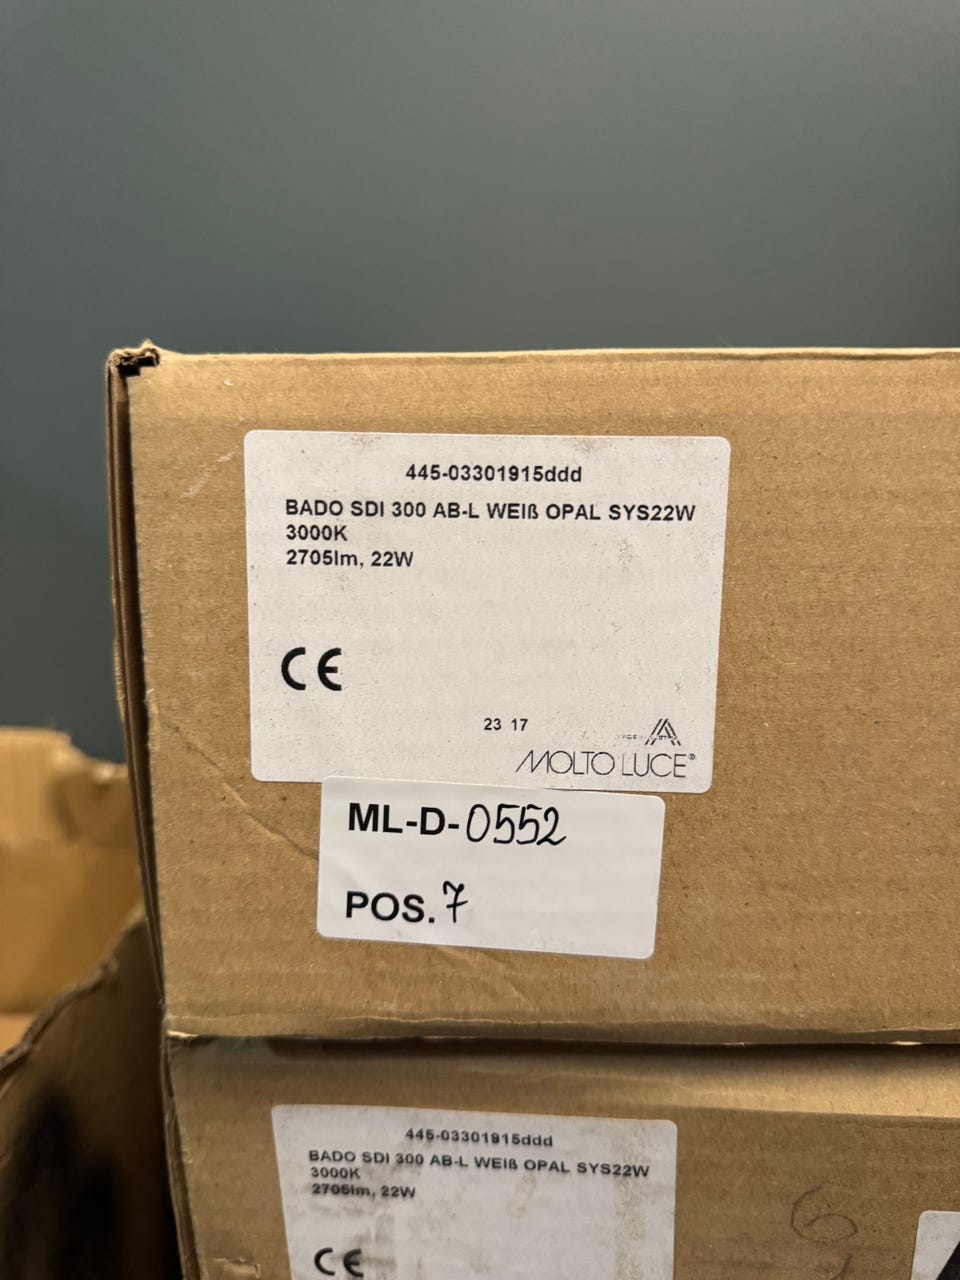 445-03301915ddd
BADO SDI 300 AB-L WEIß OPAL SYS22W
3000K
2705lm, 22W
CE
23 17
MOLTO LUCE®
ML-D-0552
POS. 7
445-03301915ddd
BADO SDI 300 AB-L WEIß OPAL SYS22W
3000K
2705lm, 22W
CE
6